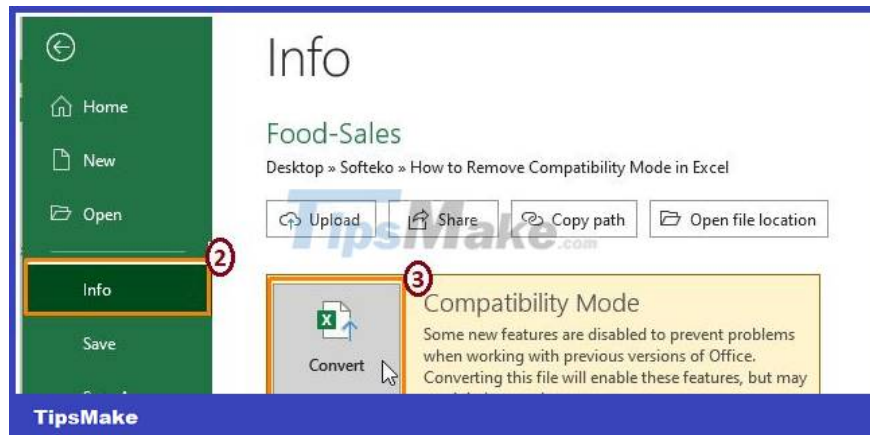 Info
Home
New
Open
Info
Save
Food-Sales
Desktop » Softeko » How to Remove Compatibility Mode in Excel
Upload
Share
Copy path
Open file location
TipsMake.com
2
3
Convert
Compatibility Mode
Some new features are disabled to prevent problems
when working with previous versions of Office.
Converting this file will enable these features, but may
TipsMake